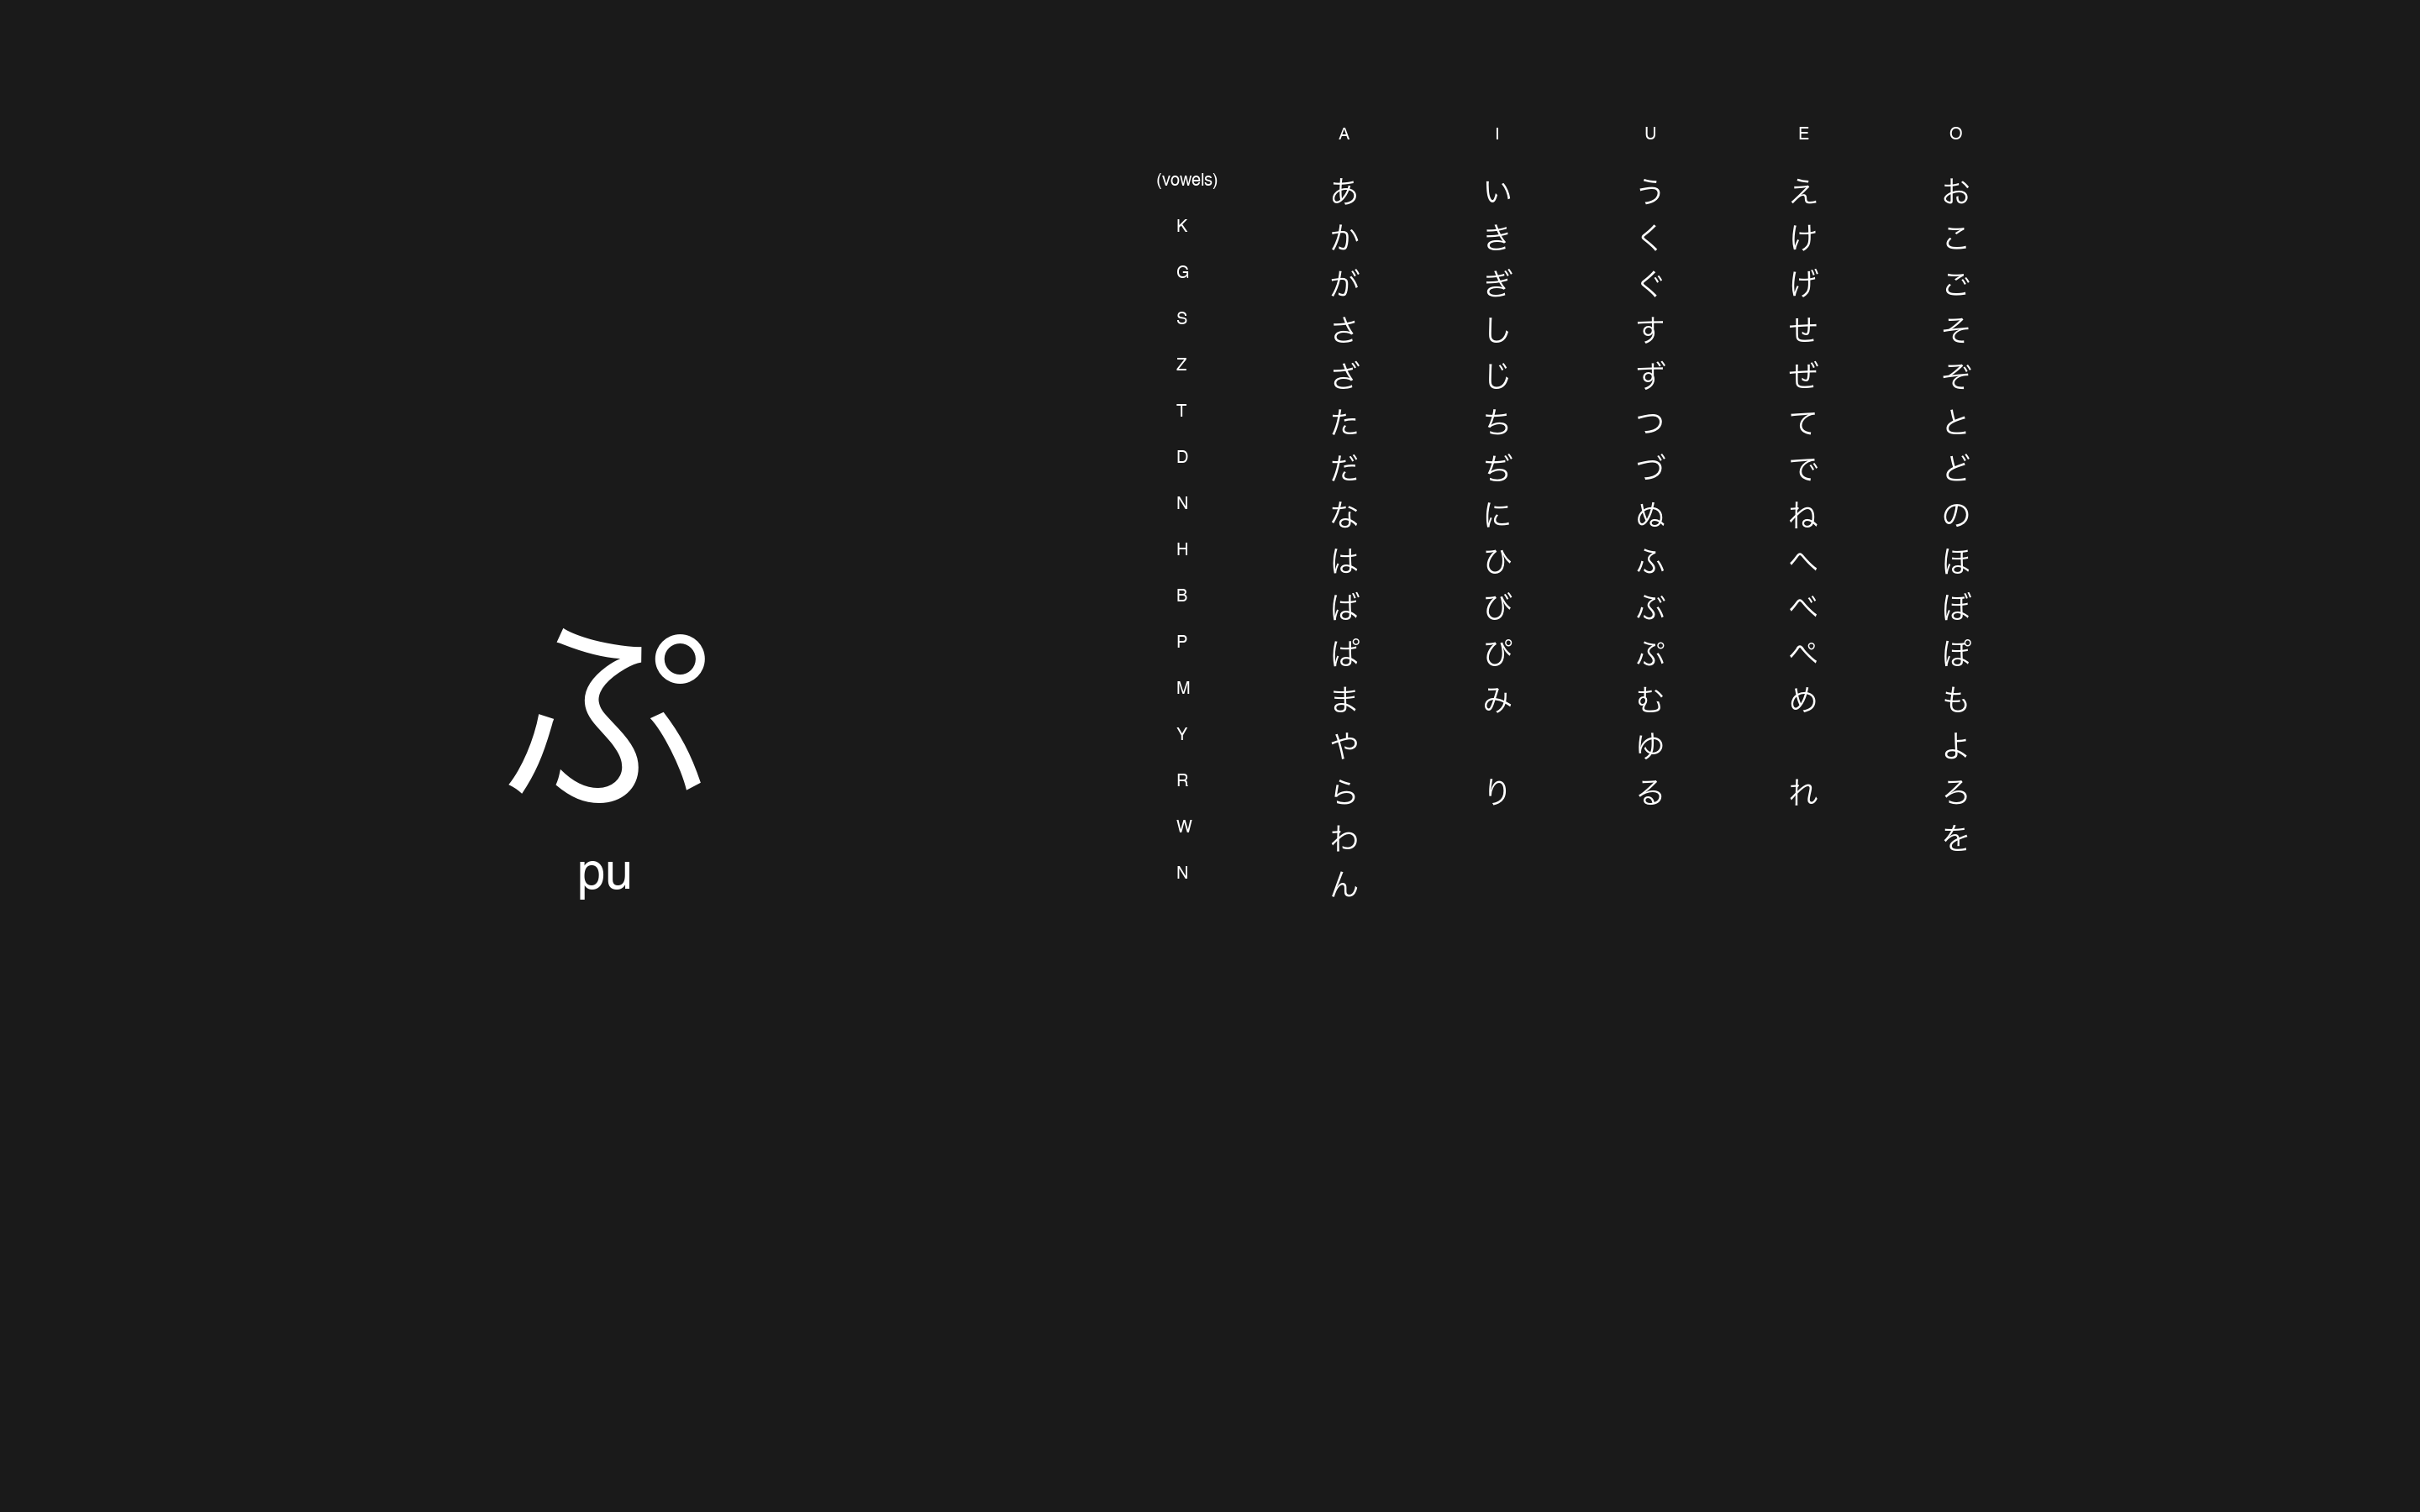 ぷ
pu
A I U E O
(vowels) あ い う え お
K か き く け こ
G が ぎ ぐ げ ご
S さ し す せ そ
Z ざ じ ず ぜ ぞ
T た ち つ て と
D だ ぢ づ で ど
N な に ぬ ね の
H は ひ ふ へ ほ
B ば び ぶ べ ぼ
P ぱ ぴ ぷ ぺ ぽ
M ま み む め も
Y や ゆ よ
R ら り る れ ろ
W わ を
N ん